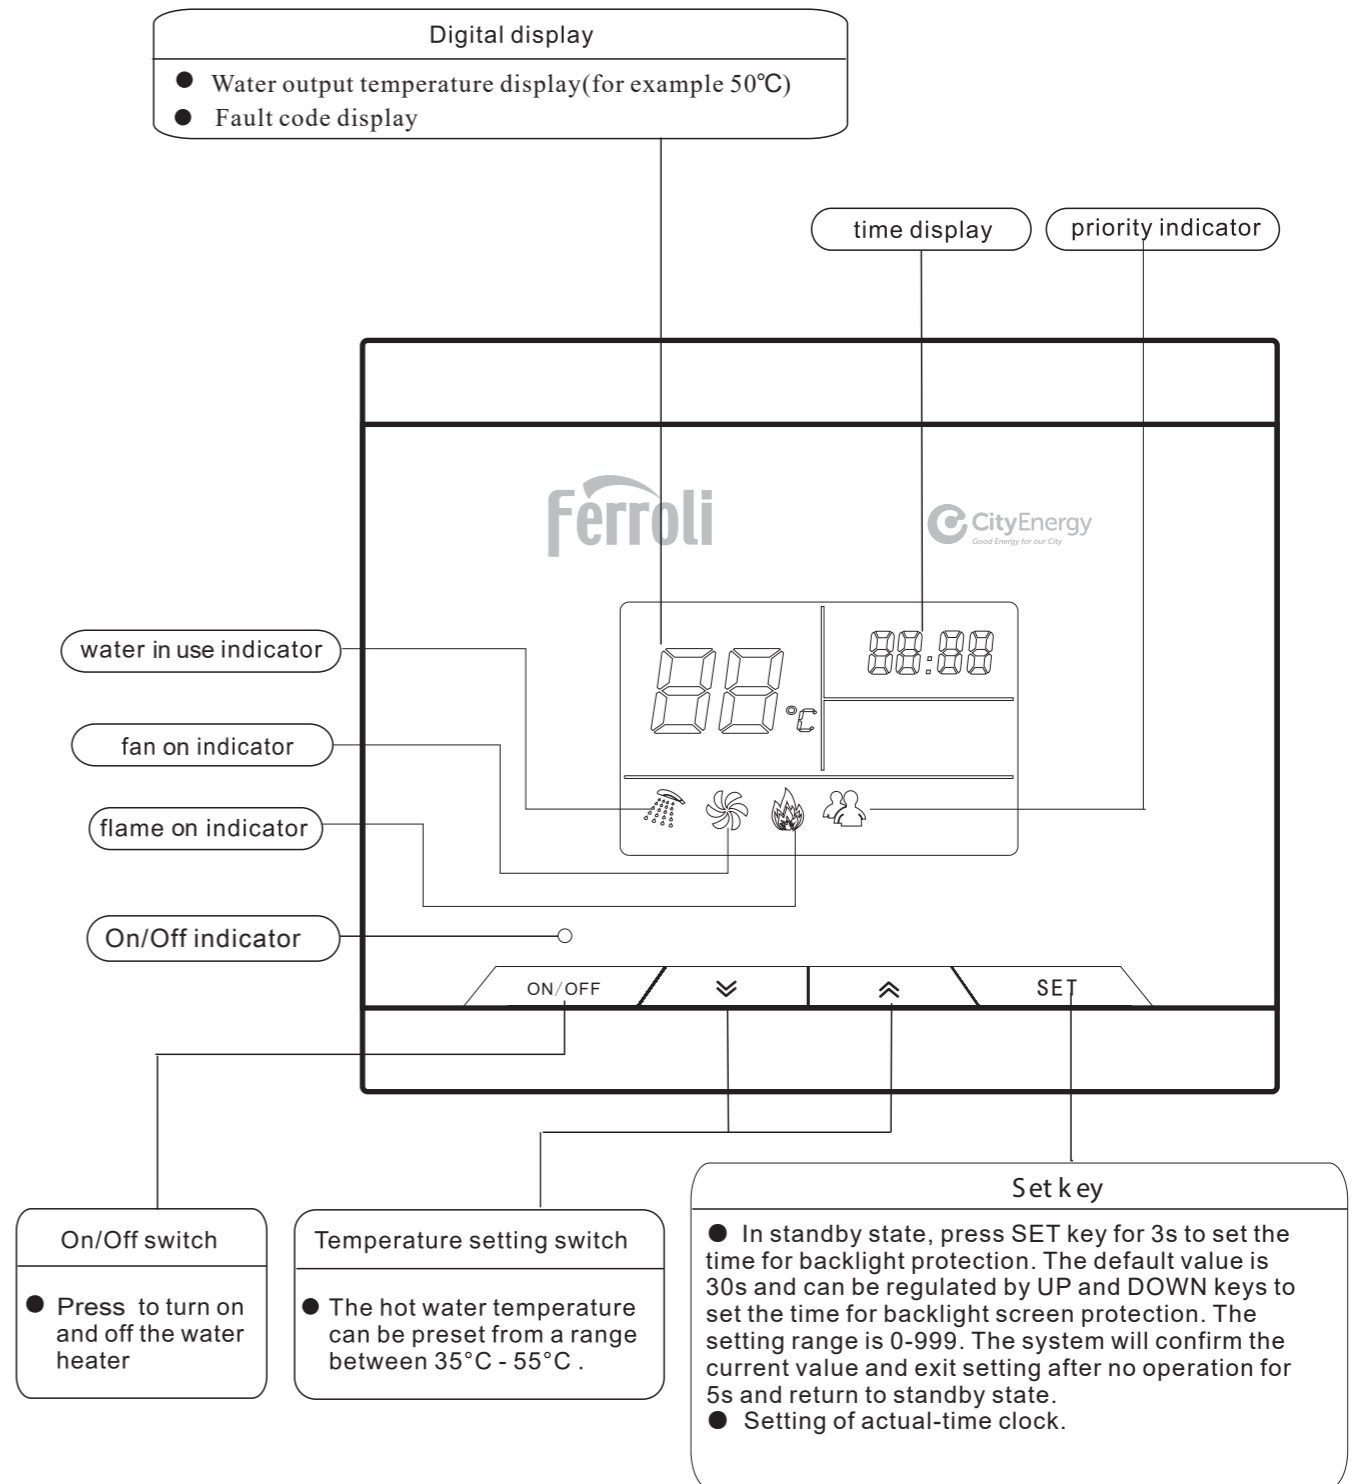 Digital display
● Water output temperature display(for example 50℃)
● Fault code display
time display
priority indicator
Ferroli
CityEnergy
Good Energy for our City
88:88
88°C
water in use indicator
fan on indicator
flame on indicator
On/Off indicator
ON/OFF
SET
On/Off switch
● Press to turn on
and off the water
heater
Temperature setting switch
● The hot water temperature
can be preset from a range
between 35°C - 55°C .
Set key
● In standby state, press SET key for 3s to set the
time for backlight protection. The default value is
30s and can be regulated by UP and DOWN keys to
set the time for backlight screen protection. The
setting range is 0-999. The system will confirm the
current value and exit setting after no operation for
5s and return to standby state.
● Setting of actual-time clock.